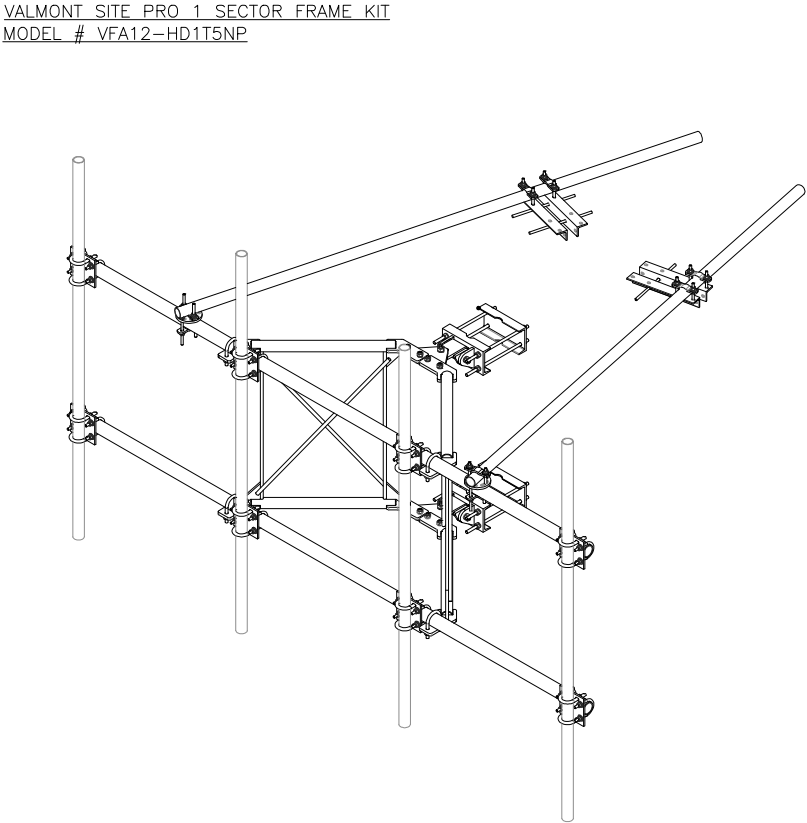 VALMONT SITE PRO 1 SECTOR FRAME KIT
MODEL # VFA12-HD1T5NP